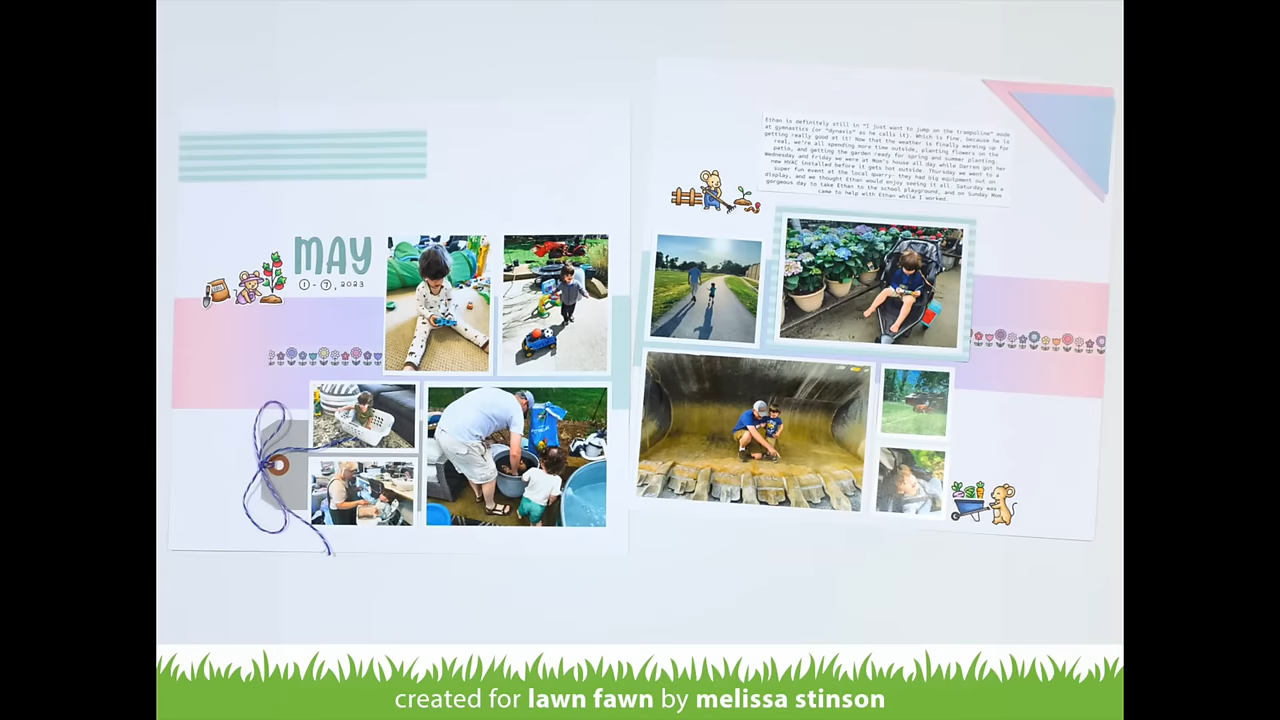 MAY
1-7, 2023
Ethan is definitely still in "I just want to jump on the trampoline" mode
at gymnastics (or "dynavis" as he calls it). Which is fine, because he is
getting really good at it! Now that the weather is finally warming up for
real, we're all spending more time outside, planting flowers on the
patio, and getting the garden ready for spring and summer planting.
Wednesday and Friday we were at Mom's house all day while Darren got her
new HVAC installed before it gets hot outside. Thursday we went to a
super fun event at the local quarry- they had big equipment out on
display, and we thought Ethan would enjoy seeing it all. Saturday was a
gorgeous day to take Ethan to the school playground, and on Sunday Mom
came to help with Ethan while I worked.
created for lawn fawn by melissa stinson